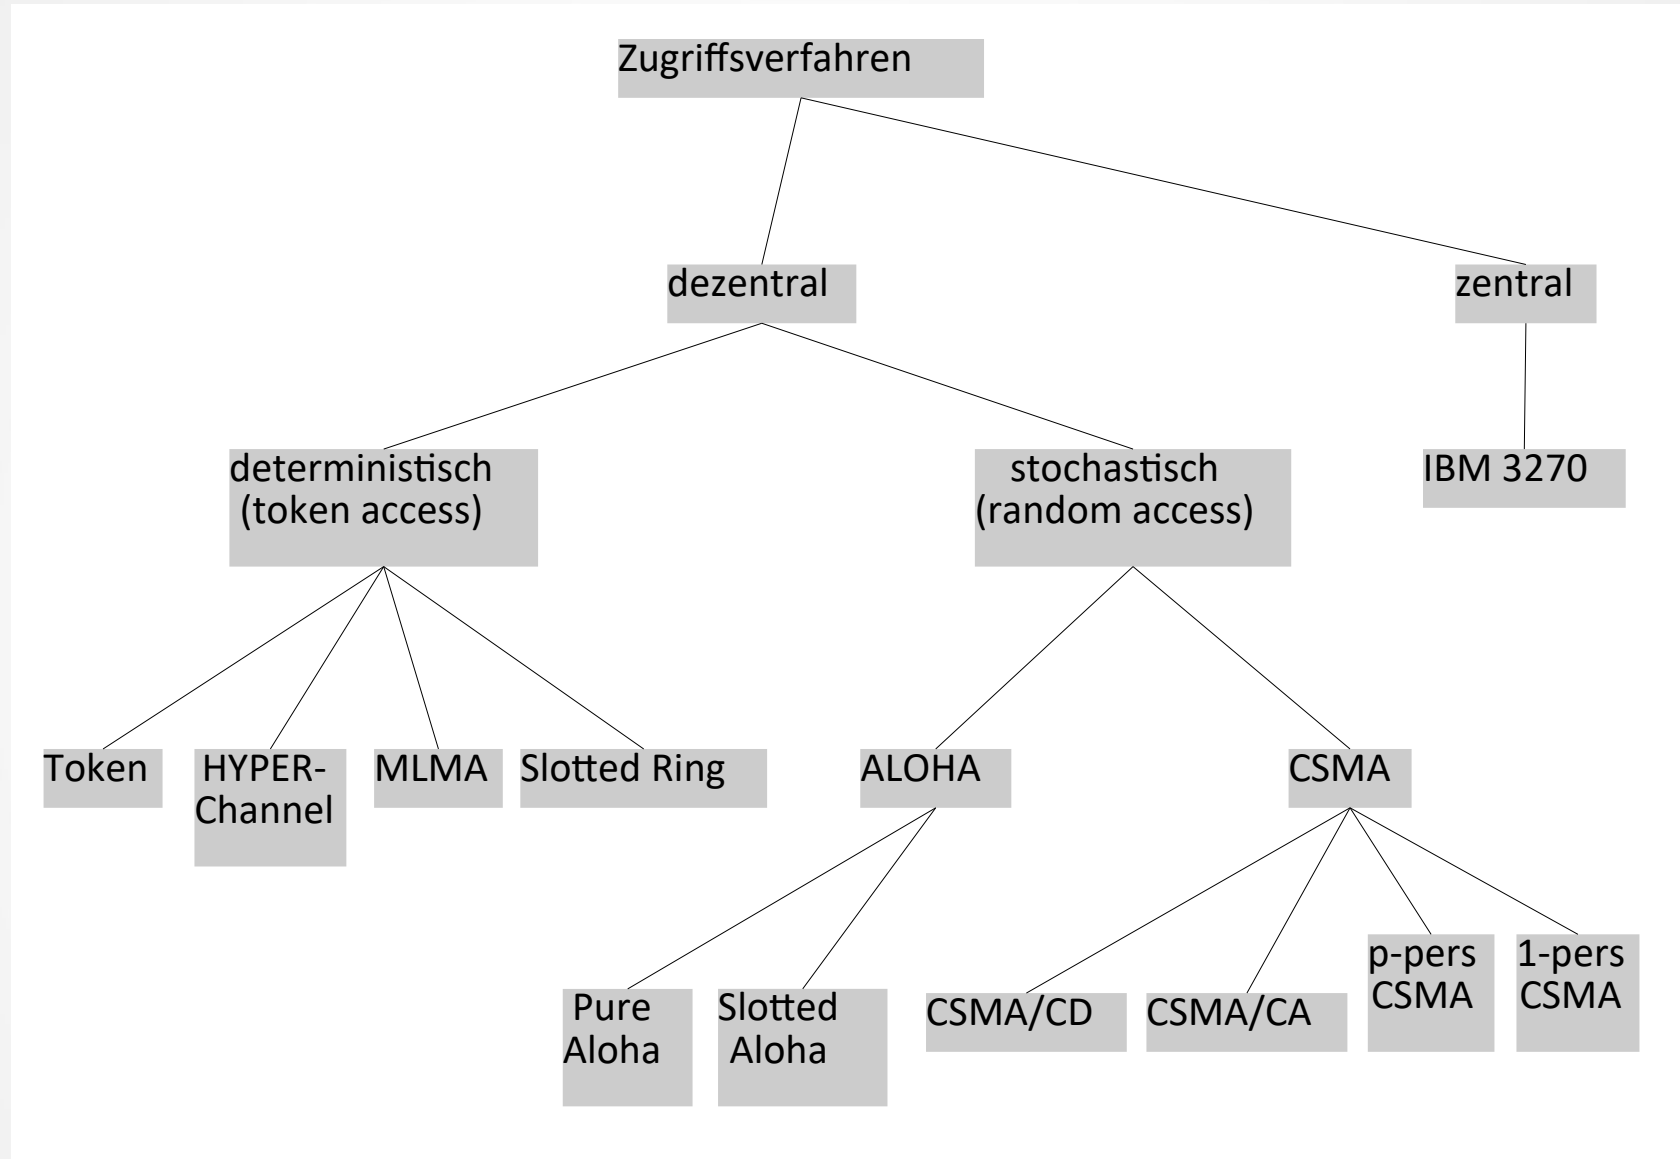 Zugriffsverfahren
dezentral
zentral
deterministisch
(token access)
stochastisch
(random access)
IBM 3270
Token
HYPER-
Channel
MLMA
Slotted Ring
ALOHA
CSMA
Pure
Aloha
Slotted
Aloha
CSMA/CD
CSMA/CA
p-pers
CSMA
1-pers
CSMA